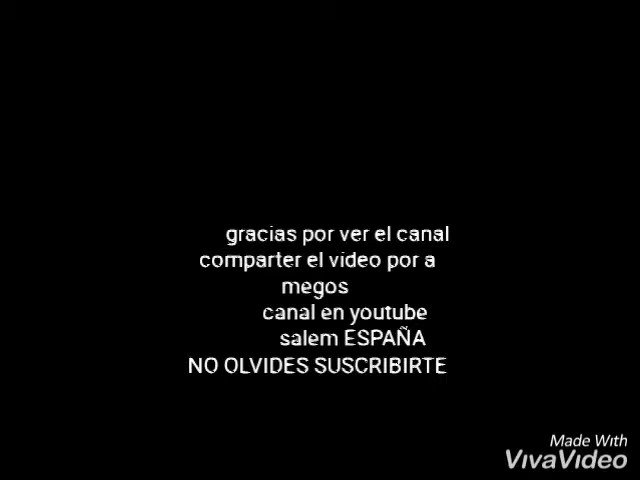 gracias por ver el canal
comparter el video por a
megos
canal en youtube
salem ESPAÑA
NO OLVIDES SUSCRIBIRTE
Made With
VivaVideo